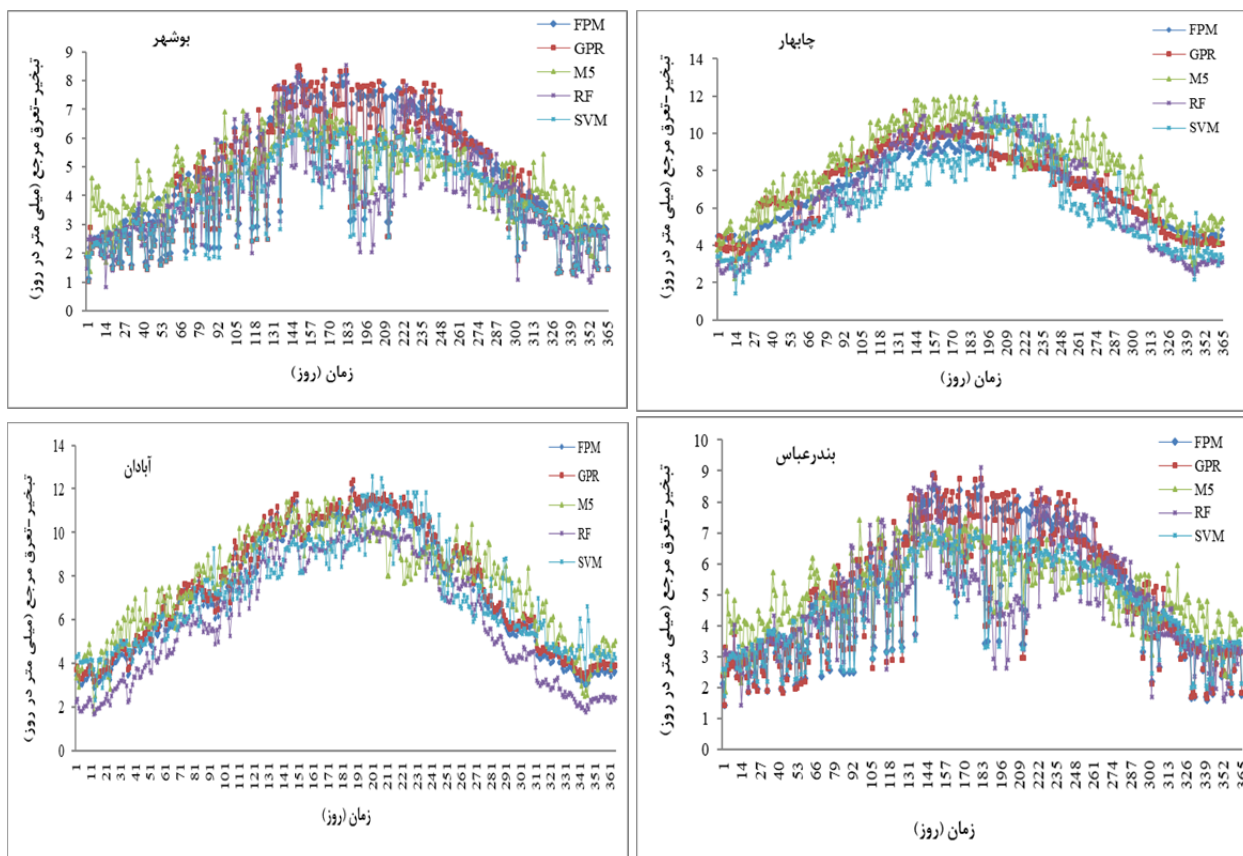 بوشهر
FPM
GPR
M5
RF
SVM
تبخیر-تعرق مرجع (میلی متر در روز)
9
8
7
6
5
4
3
2
1
0
1 14 27 40 53 66 79 92 105 118 131 144 157 170 183 196 209 222 235 248 261 274 287 300 313 326 339 352 365
زمان (روز)
چابهار
FPM
GPR
M5
RF
SVM
تبخیر-تعرق مرجع (میلی متر در روز)
14
12
10
8
6
4
2
0
1 14 27 40 53 66 79 92 105 118 131 144 157 170 183 196 209 222 235 248 261 274 287 300 313 326 339 352 365
زمان (روز)
آبادان
FPM
GPR
M5
RF
SVM
تبخیر-تعرق مرجع (میلی متر در روز)
14
12
10
8
6
4
2
0
1 11 21 31 41 51 61 71 81 91 101 111 121 131 141 151 161 171 181 191 201 211 221 231 241 251 261 271 281 291 301 311 321 331 341 351 361
زمان (روز)
بندرعباس
FPM
GPR
M5
RF
SVM
تبخیر-تعرق مرجع (میلی متر در روز)
10
9
8
7
6
5
4
3
2
1
0
1 14 27 40 53 66 79 92 105 118 131 144 157 170 183 196 209 222 235 248 261 274 287 300 313 326 339 352 365
زمان (روز)